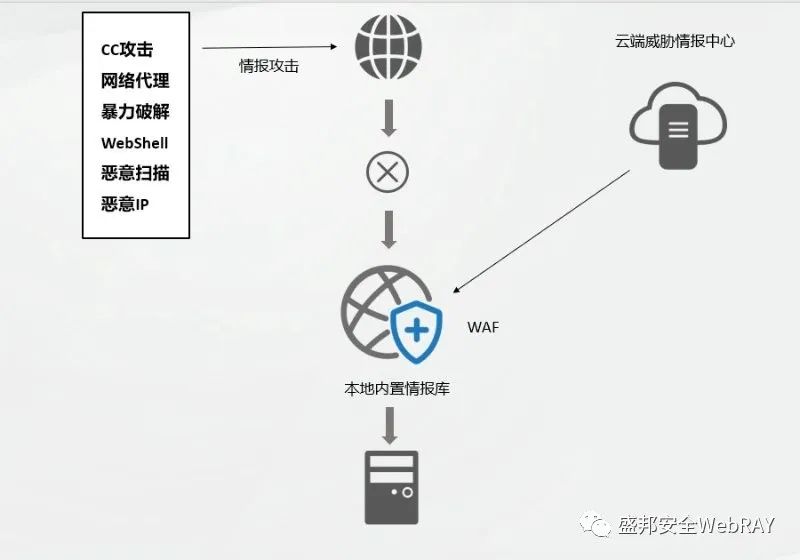 CC攻击
网络代理
暴力破解
WebShell
恶意扫描
恶意IP
情报攻击
云端威胁情报中心
WAF
本地内置情报库
盛邦安全WebRAY